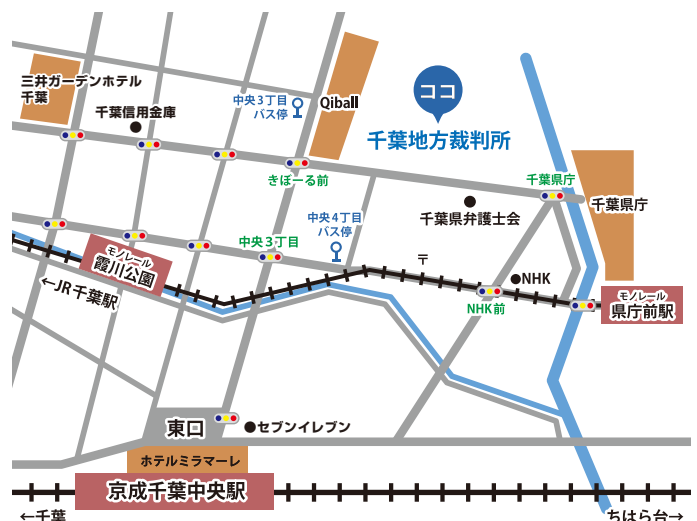 三井ガーデンホテル
千葉
千葉信用金庫
中央3丁目
バス停
Qiball
ココ
千葉地方裁判所
きぼーる前
千葉県庁
千葉県庁
千葉県弁護士会
中央4丁目
バス停
中央3丁目
モノレール
霞川公園
←JR千葉駅
〒
NHK
NHK前
モノレール
県庁前駅
東口
セブンイレブン
ホテルミラマーレ
京成千葉中央駅
←千葉
ちはら台→